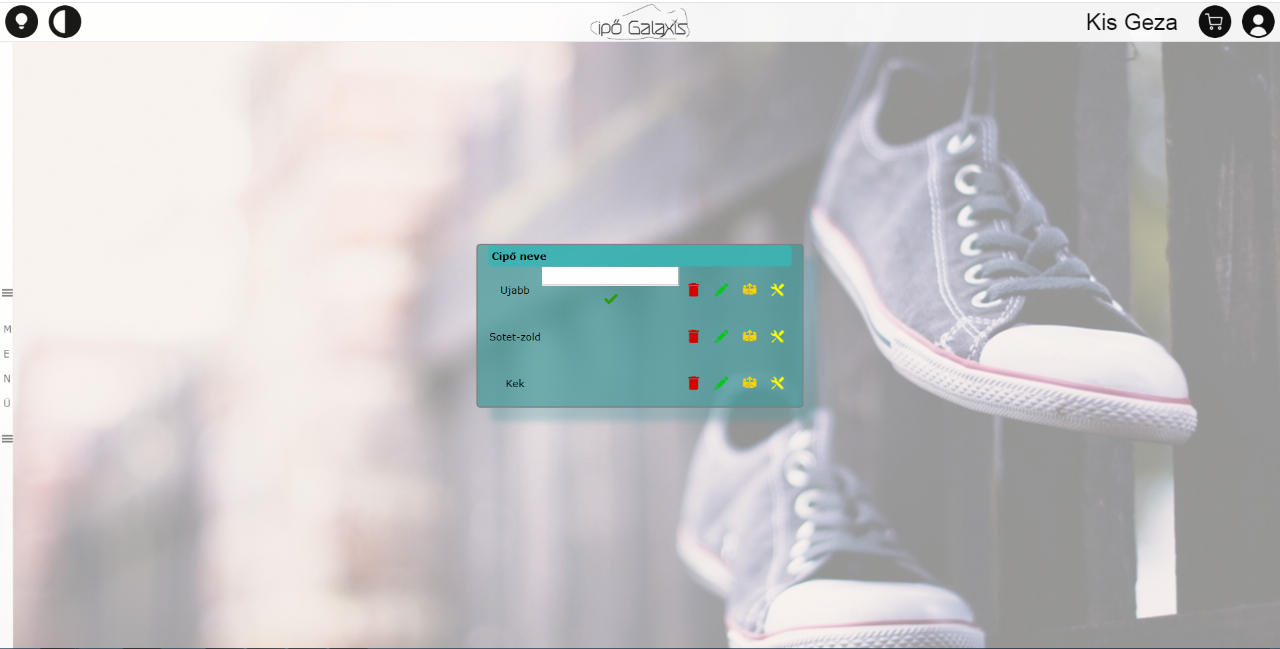 Cipő Galaxis
Kis Geza
Cipő neve
Ujabb
Sotet-zold
Kek
M
E
N
Ü